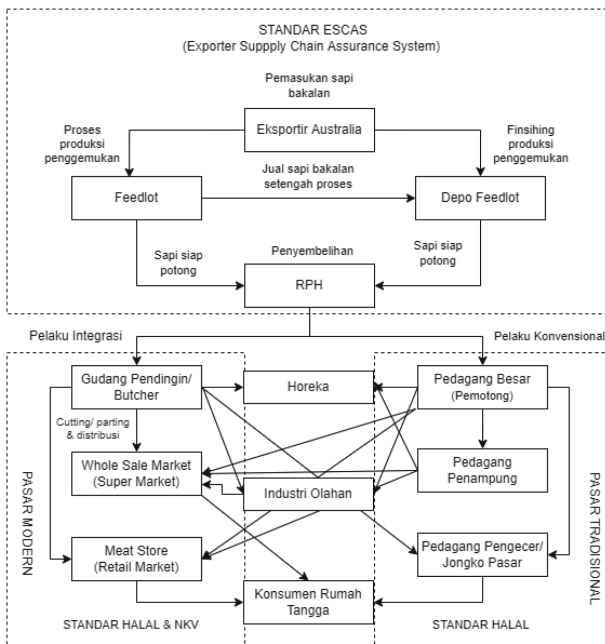 STANDAR ESCAS
(Exporter Suppply Chain Assurance System)
Pemasukan sapi
bakalan
Proses
produksi
penggemukan
Eksportir Australia
Finsihing
produksi
penggemukan
Jual sapi bakalan
setengah proses
Feedlot
Depo Feedlot
Sapi siap
potong
Penyembelihan
Sapi siap
potong
RPH
Pelaku Integrasi
Pelaku Konvensional
Gudang Pendingin/
Butcher
Horeka
Pedagang Besar
(Pemotong)
Cutting/ parting
& distribusi
Whole Sale Market
(Super Market)
Industri Olahan
Pedagang
Penampung
PASAR MODERN
PASAR TRADISIONAL
Meat Store
(Retail Market)
Pedagang Pengecer/
Jongko Pasar
Konsumen Rumah
Tangga
STANDAR HALAL & NKV
STANDAR HALAL